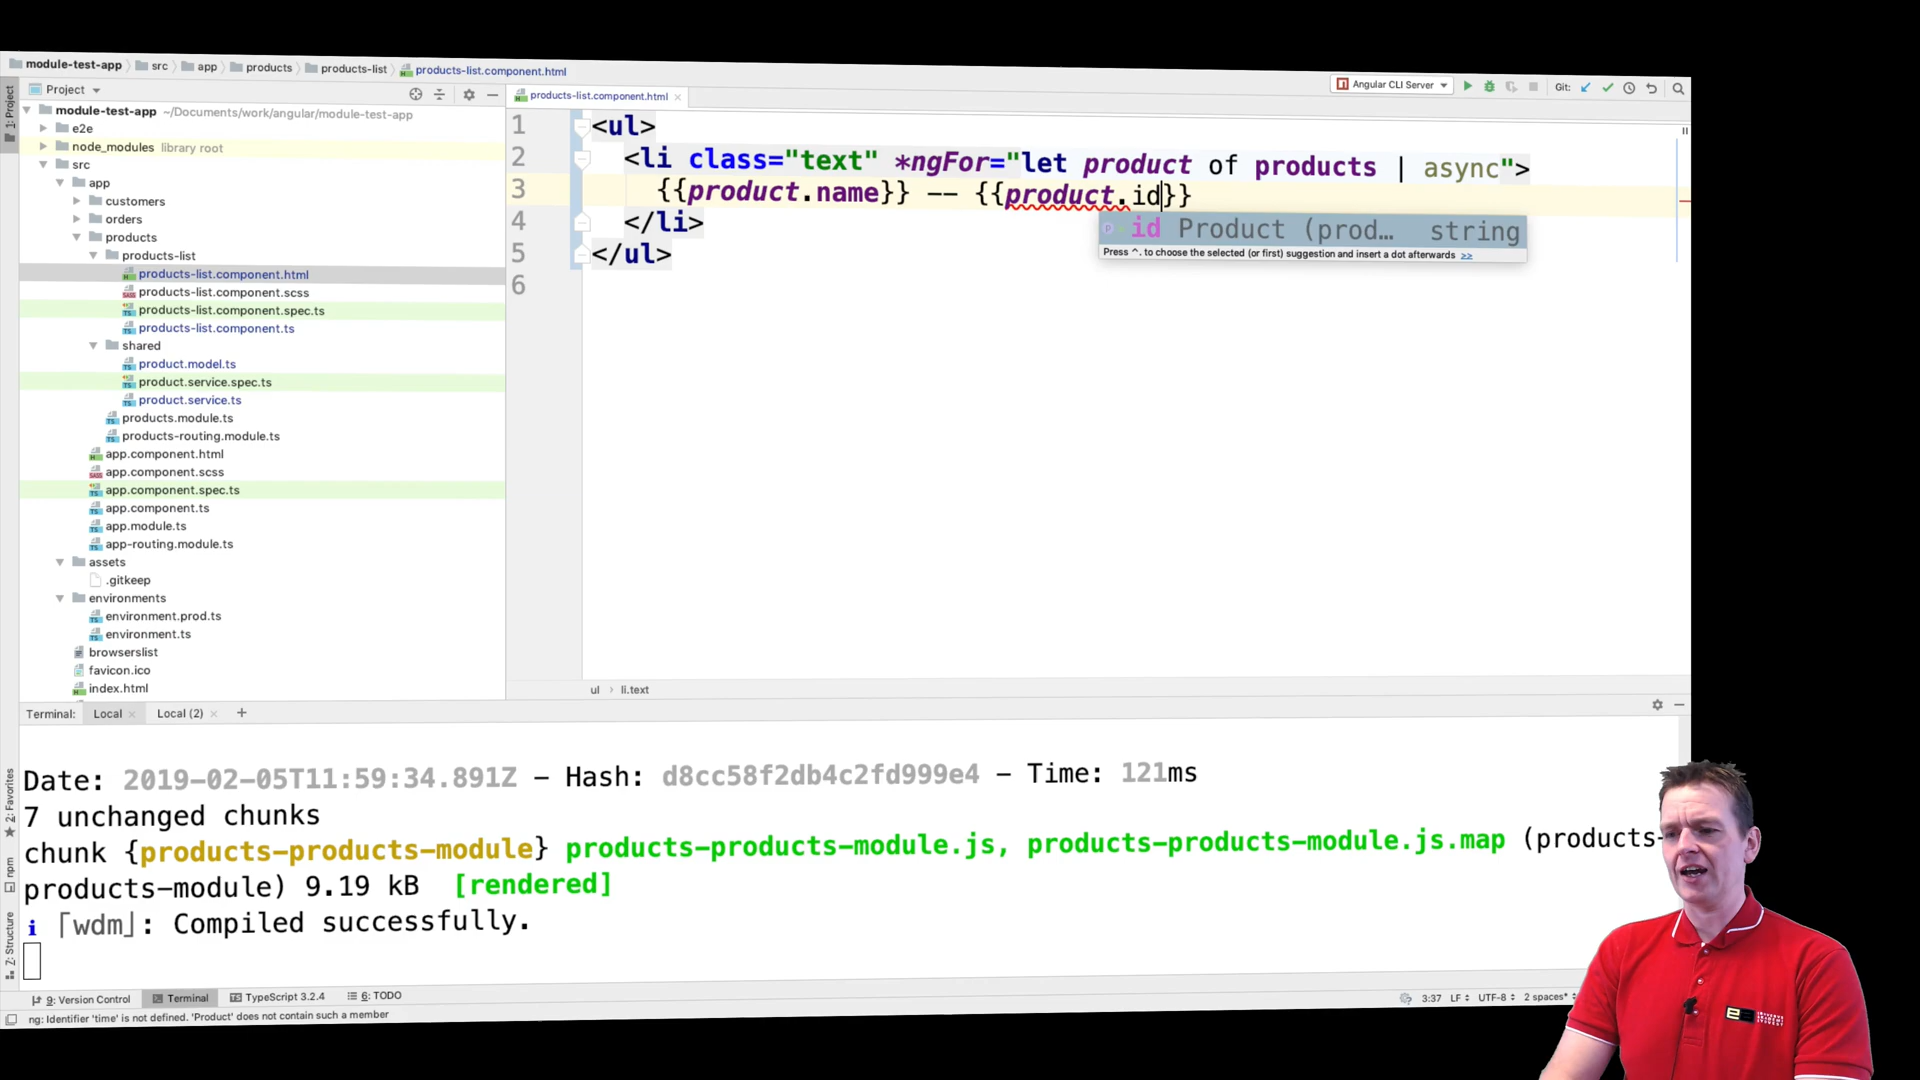 module-test-app src app products products-list products-list.component.html
Angular CLI Server Git:
1: Project
Project
products-list.component.html
module-test-app ~/Documents/work/angular/module-test-app
e2e
node_modules library root
src
app
customers
orders
products
products-list
products-list.component.html
products-list.component.scss
products-list.component.spec.ts
products-list.component.ts
shared
product.model.ts
product.service.spec.ts
product.service.ts
products.module.ts
products-routing.module.ts
app.component.html
app.component.scss
app.component.spec.ts
app.component.ts
app.module.ts
app-routing.module.ts
assets
.gitkeep
environments
environment.prod.ts
environment.ts
browserslist
favicon.ico
index.html
1 <ul>
2 <li class="text" *ngFor="let product of products | async">
3 {{product.name}} -- {{product.id}}
4 </li>
5 </ul>
6
id Product (prod... string
Press ^. to choose the selected (or first) suggestion and insert a dot afterwards >>
ul › li.text
Terminal: Local × Local (2) × +
Date: 2019-02-05T11:59:34.891Z - Hash: d8cc58f2db4c2fd999e4 - Time: 121ms
7 unchanged chunks
chunk {products-products-module} products-products-module.js, products-products-module.js.map (products-
products-module) 9.19 kB [rendered]
i ｢wdm｣: Compiled successfully.
2: Favorites
npm
7: Structure
9: Version Control Terminal TypeScript 3.2.4 6: TODO
3:37 LF UTF-8 2 spaces*
ng: Identifier 'time' is not defined. 'Product' does not contain such a member